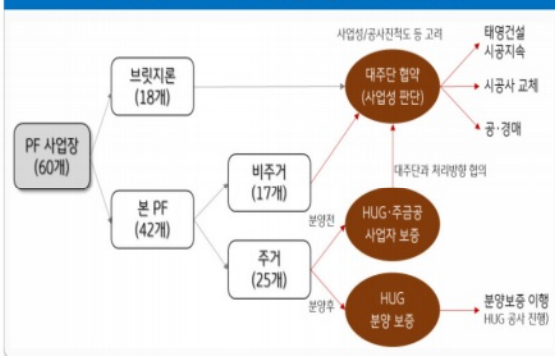 사업성/공사진척도 등 고려
태영건설
시공지속
브릿지론
(18개)
대주단 협약
(사업성 판단)
시공사 교체
PF 사업장
(60개)
공·경매
비주거
(17개)
대주단과 처리방향 협의
본 PF
(42개)
분양전
HUG·주금공
사업자 보증
주거
(25개)
분양후
HUG
분양 보증
분양보증 이행
HUG 공사 진행)